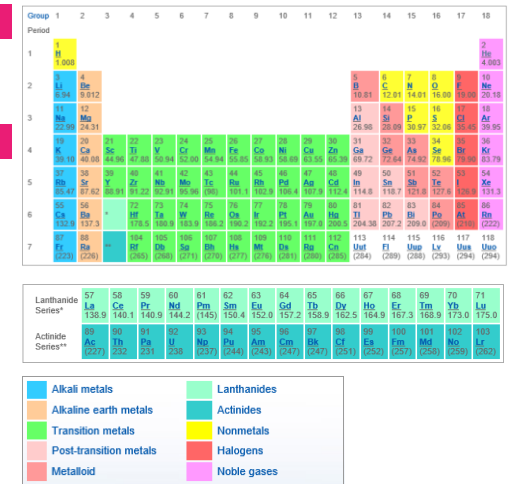 Group 1 2 3 4 5 6 7 8 9 10 11 12 13 14 15 16 17 18
Period
1 2
1 H He
1.008 4.003
3 4 5 6 7 8 9 10
2 Li Be B C N O F Ne
6.94 9.012 10.81 12.01 14.01 16.00 19.00 20.18
11 12 13 14 15 16 17 18
3 Na Mg Al Si P S Cl Ar
22.99 24.31 26.98 28.09 30.97 32.06 35.45 39.95
19 20 21 22 23 24 25 26 27 28 29 30 31 32 33 34 35 36
4 K Ca Sc Ti V Cr Mn Fe Co Ni Cu Zn Ga Ge As Se Br Kr
39.10 40.08 44.96 47.88 50.94 52.00 54.94 55.85 58.93 58.69 63.55 65.39 69.72 72.64 74.92 78.96 79.90 83.79
37 38 39 40 41 42 43 44 45 46 47 48 49 50 51 52 53 54
5 Rb Sr Y Zr Nb Mo Tc Ru Rh Pd Ag Cd In Sn Sb Te I Xe
85.47 87.62 88.91 91.22 92.91 95.96 (98) 101.1 102.9 106.4 107.9 112.4 114.8 118.7 121.8 127.6 126.9 131.3
55 56 72 73 74 75 76 77 78 79 80 81 82 83 84 85 86
6 Cs Ba * Hf Ta W Re Os Ir Pt Au Hg Tl Pb Bi Po At Rn
132.9 137.3 178.5 180.9 183.9 186.2 190.2 192.2 195.1 197.0 200.5 204.38 207.2 209.0 (209) (210) (222)
87 88 104 105 106 107 108 109 110 111 112 113 114 115 116 117 118
7 Fr Ra ** Rf Db Sg Bh Hs Mt Ds Rg Cn Uut Fl Uup Lv Uus Uuo
(223) (226) (265) (268) (271) (270) (277) (276) (281) (280) (285) (284) (289) (288) (293) (294) (294)
57 58 59 60 61 62 63 64 65 66 67 68 69 70 71
Lanthanide Series* La Ce Pr Nd Pm Sm Eu Gd Tb Dy Ho Er Tm Yb Lu
138.9 140.1 140.9 144.2 (145) 150.4 152.0 157.2 158.9 162.5 164.9 167.3 168.9 173.0 175.0
89 90 91 92 93 94 95 96 97 98 99 100 101 102 103
Actinide Series** Ac Th Pa U Np Pu Am Cm Bk Cf Es Fm Md No Lr
(227) 232 231 238 (237) (244) (243) (247) (247) (251) (252) (257) (258) (259) (262)
Alkali metals Lanthanides
Alkaline earth metals Actinides
Transition metals Nonmetals
Post-transition metals Halogens
Metalloid Noble gases